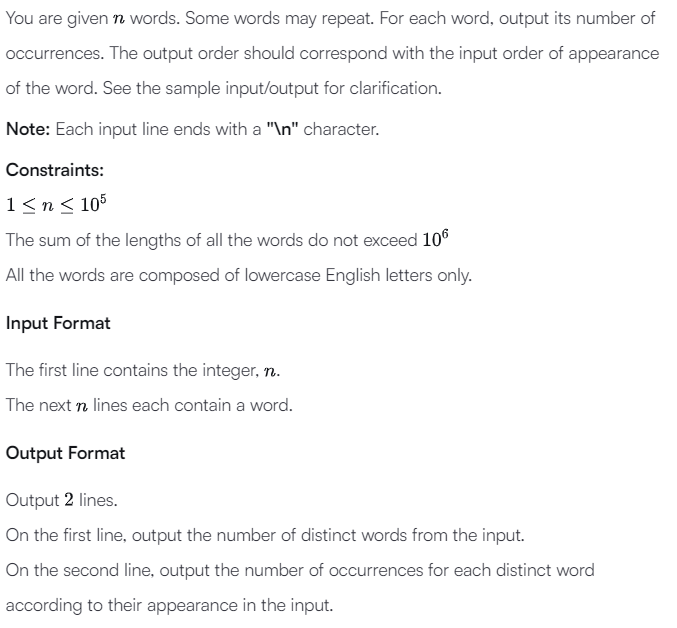 You are given n words. Some words may repeat. For each word, output its number of
occurrences. The output order should correspond with the input order of appearance
of the word. See the sample input/output for clarification.
Note: Each input line ends with a "\n" character.
Constraints:
1 ≤ n ≤ 10⁵
The sum of the lengths of all the words do not exceed 10⁶
All the words are composed of lowercase English letters only.
Input Format
The first line contains the integer, n.
The next n lines each contain a word.
Output Format
Output 2 lines.
On the first line, output the number of distinct words from the input.
On the second line, output the number of occurrences for each distinct word
according to their appearance in the input.